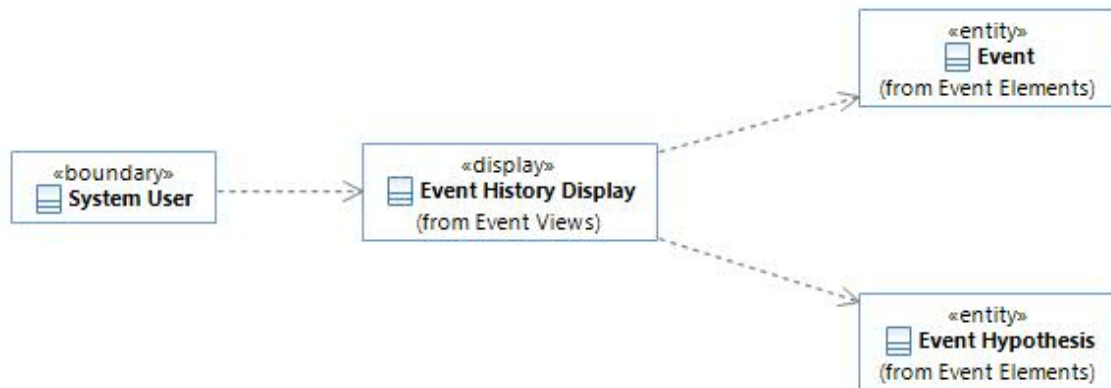 «boundary»
System User
«display»
Event History Display
(from Event Views)
«entity»
Event
(from Event Elements)
«entity»
Event Hypothesis
(from Event Elements)